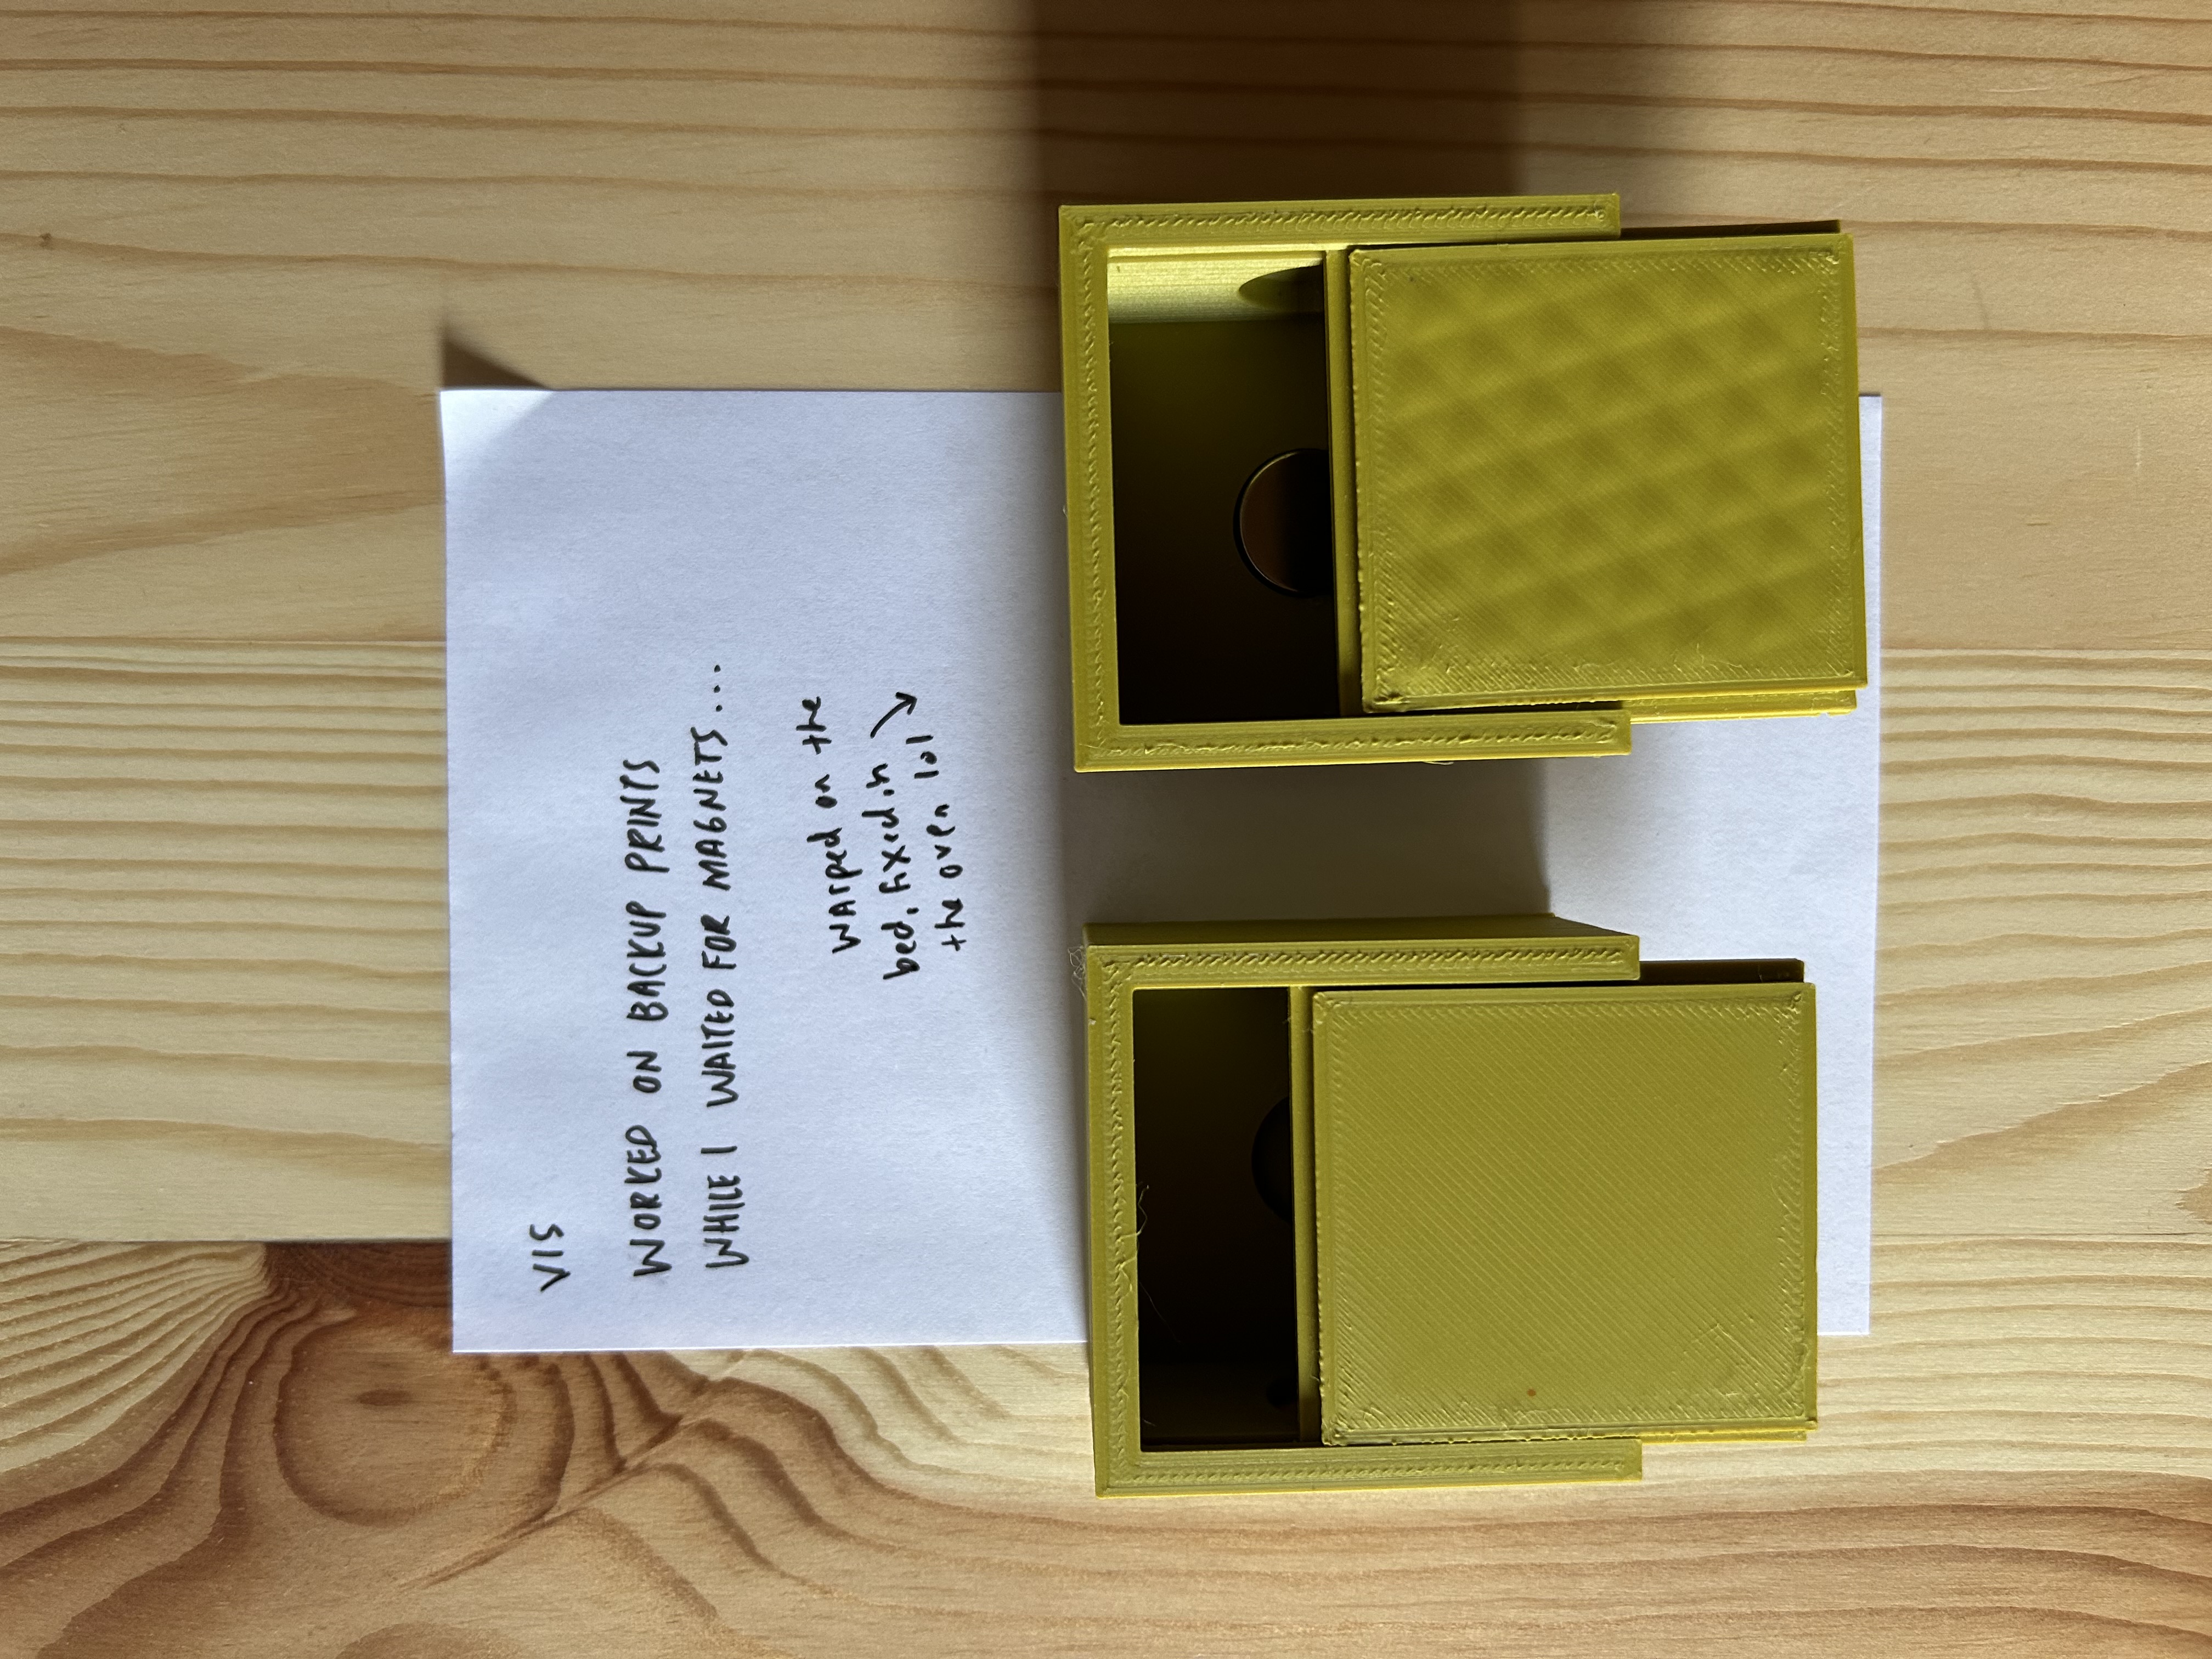 V15
WORKED ON BACKUP PRINTS
WHILE I WAITED FOR MAGNETS...
warped on the
bed, fixed in
the oven lol